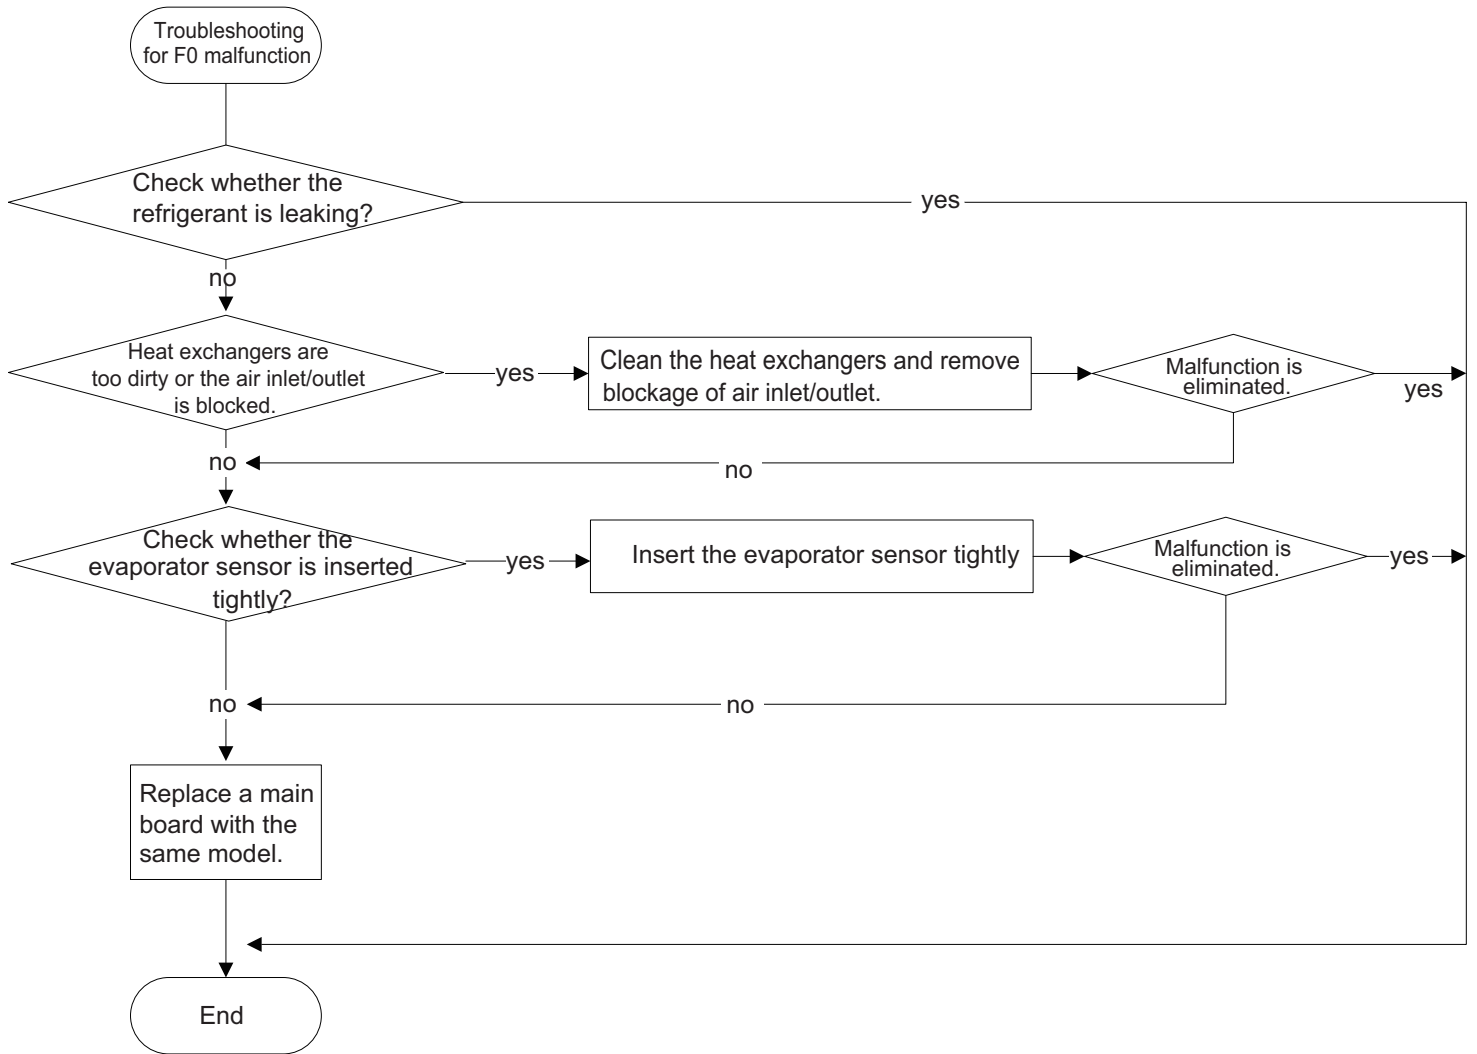 Troubleshooting
for F0 malfunction
Check whether the
refrigerant is leaking?
yes
no
Heat exchangers are
too dirty or the air inlet/outlet
is blocked.
yes
Clean the heat exchangers and remove
blockage of air inlet/outlet.
Malfunction is
eliminated.
yes
no
no
Check whether the
evaporator sensor is inserted
tightly?
yes
Insert the evaporator sensor tightly
Malfunction is
eliminated.
yes
no
no
Replace a main
board with the
same model.
End